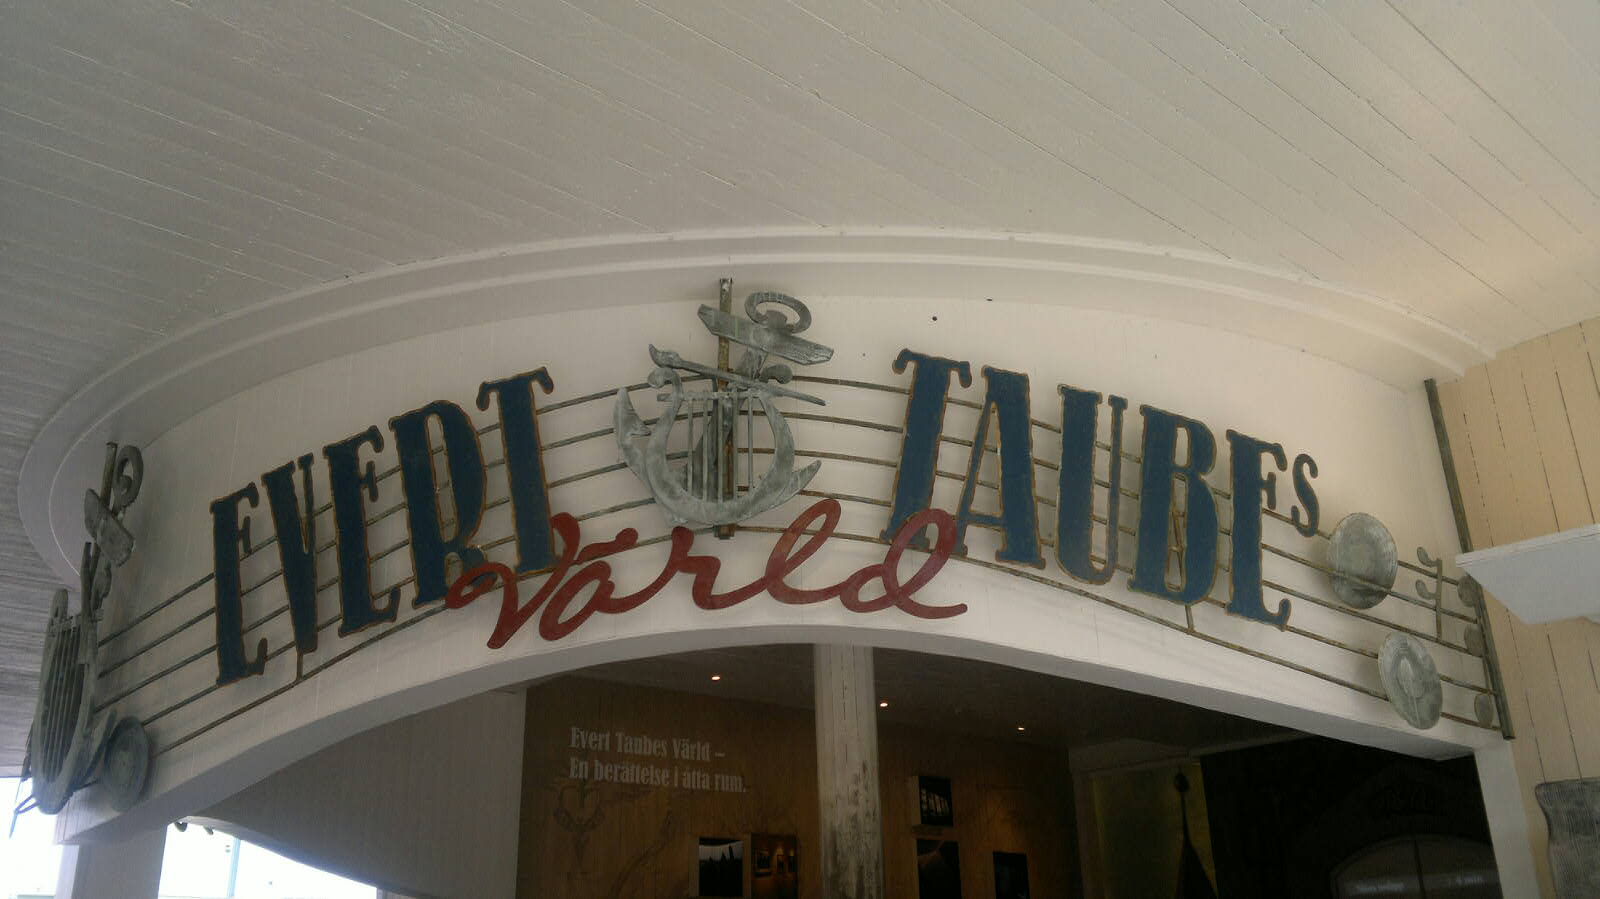 EVERT TAUBES
Värld
Evert Taubes Värld –
En berättelse i åtta rum.